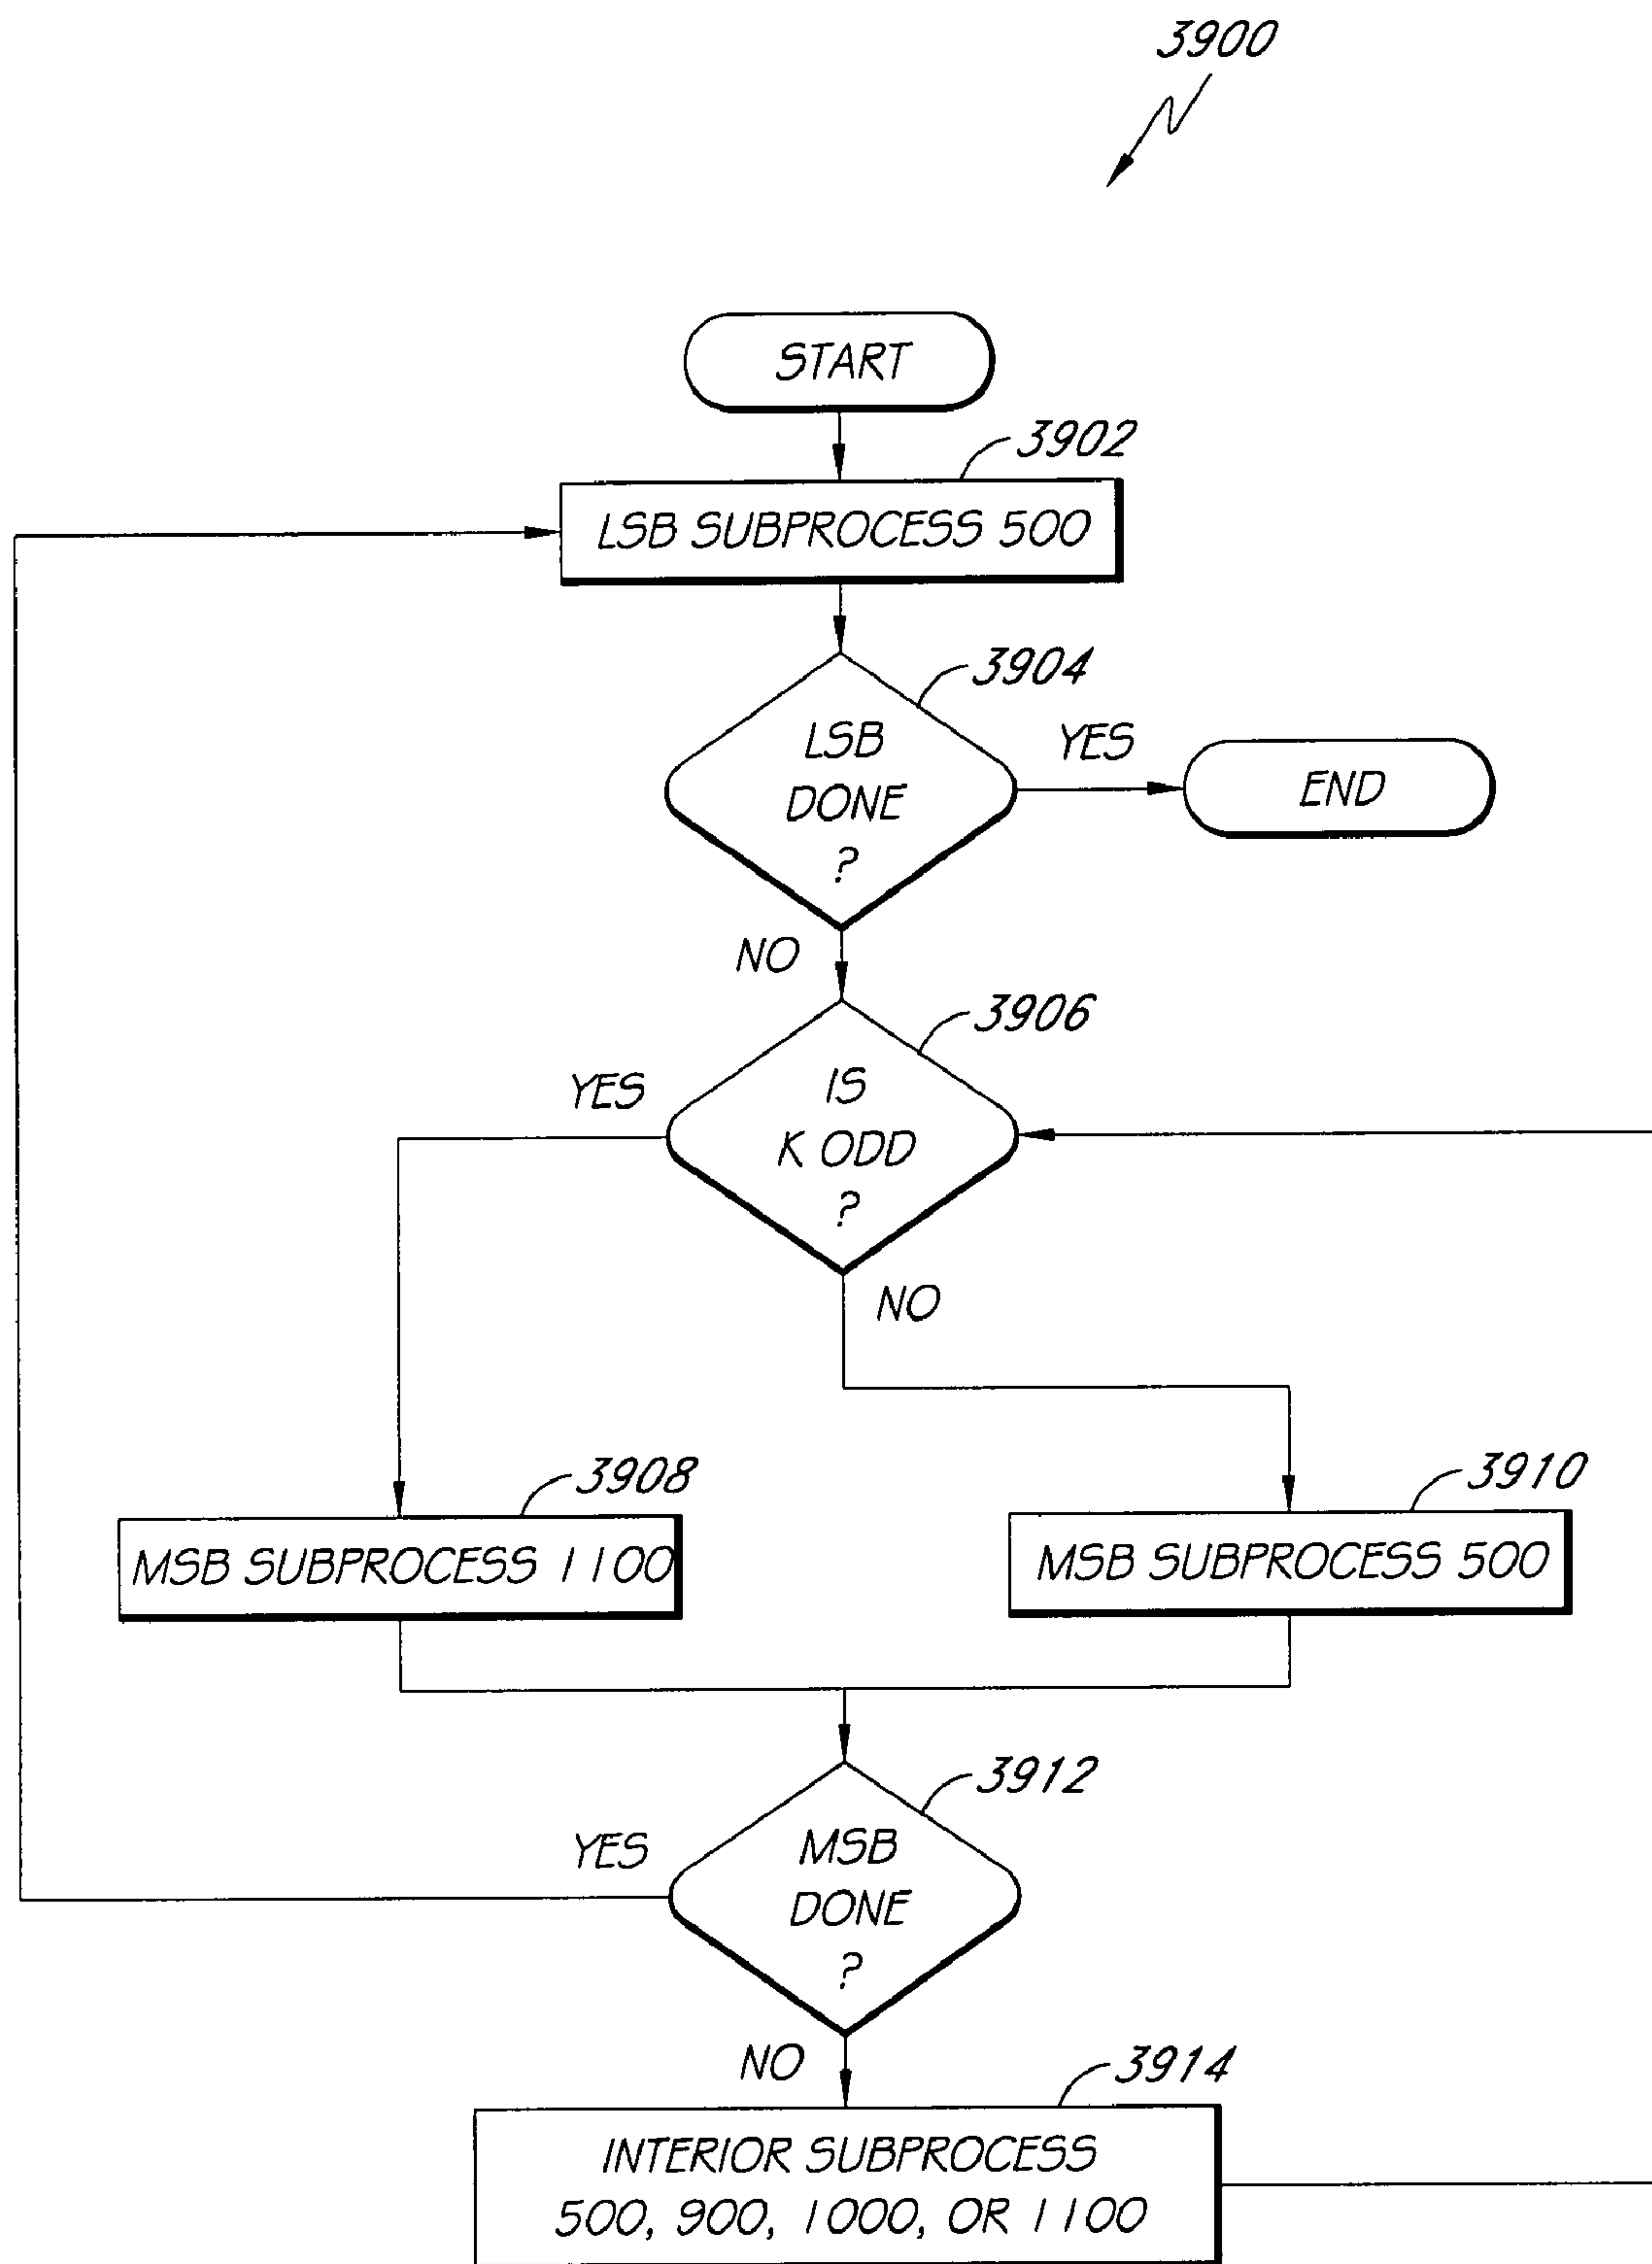 3900
START
3902
LSB SUBPROCESS 500
3904
LSB
DONE
?
YES
END
NO
3906
IS
K ODD
?
YES
NO
3908
MSB SUBPROCESS 1100
3910
MSB SUBPROCESS 500
3912
MSB
DONE
?
YES
NO
3914
INTERIOR SUBPROCESS
500, 900, 1000, OR 1100